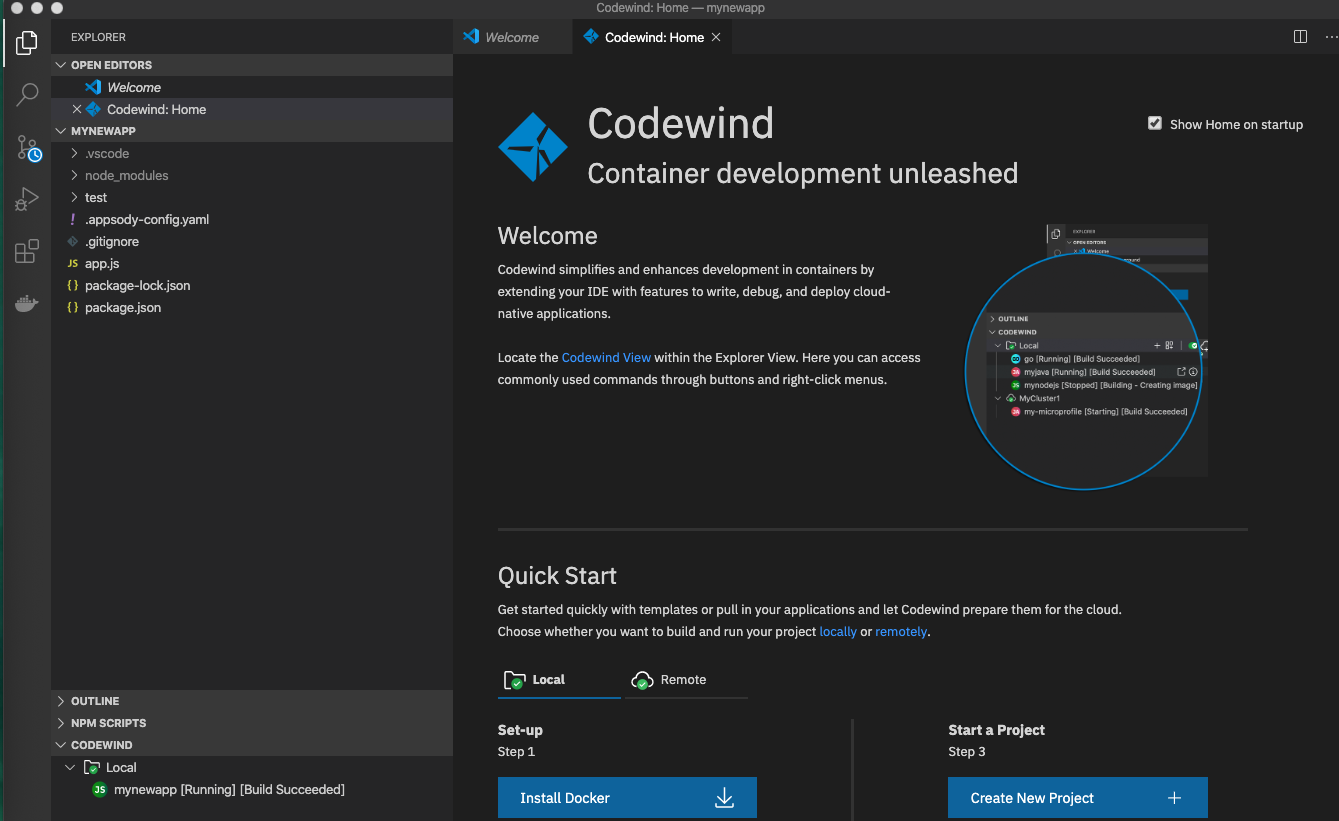 Codewind: Home — mynewapp
EXPLORER
Welcome
Codewind: Home
OPEN EDITORS
Welcome
Codewind: Home
MYNEWAPP
.vscode
node_modules
test
! .appsody-config.yaml
.gitignore
JS app.js
{} package-lock.json
{} package.json
OUTLINE
NPM SCRIPTS
CODEWIND
Local
JS mynewapp [Running] [Build Succeeded]
Codewind
Container development unleashed
Show Home on startup
Welcome
Codewind simplifies and enhances development in containers by
extending your IDE with features to write, debug, and deploy cloud-
native applications.
Locate the Codewind View within the Explorer View. Here you can access
commonly used commands through buttons and right-click menus.
EXPLORER
OPEN EDITORS
Welcome
OUTLINE
CODEWIND
Local
go [Running] [Build Succeeded]
myjava [Running] [Build Succeeded]
mynodejs [Stopped] [Building - Creating Image]
MyCluster1
my-microprofile [Starting] [Build Succeeded]
Quick Start
Get started quickly with templates or pull in your applications and let Codewind prepare them for the cloud.
Choose whether you want to build and run your project locally or remotely.
Local
Remote
Set-up
Step 1
Install Docker
Start a Project
Step 3
Create New Project